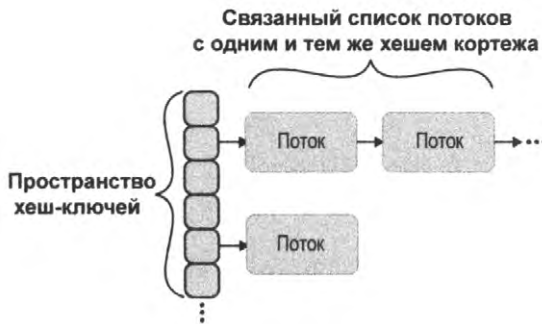 Связанный список потоков
с одним и тем же хешем кортежа
Поток
Поток
...
Пространство
хеш-ключей
Поток